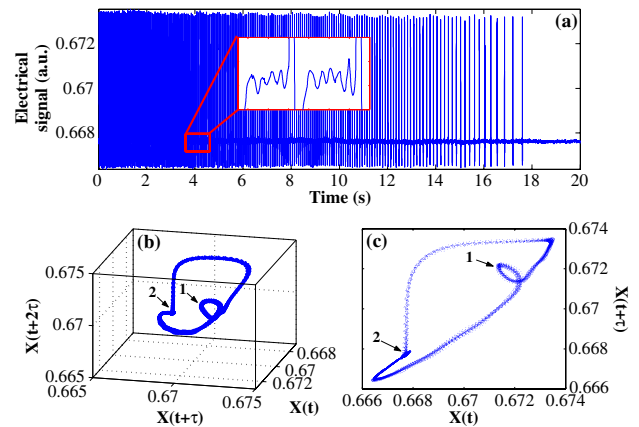 (a)
Electrical
signal (a.u.)
0.672
0.67
0.668
0 2 4 6 8 10 12 14 16 18 20
Time (s)
(b)
X(t+2τ)
0.675
0.67
0.665
2 1
0.67
0.675
X(t+τ)
0.668
0.67
0.672
X(t)
(c)
1
2
0.674
0.672
0.67
0.668
0.666
X(t+τ)
0.666 0.668 0.67 0.672 0.674
X(t)